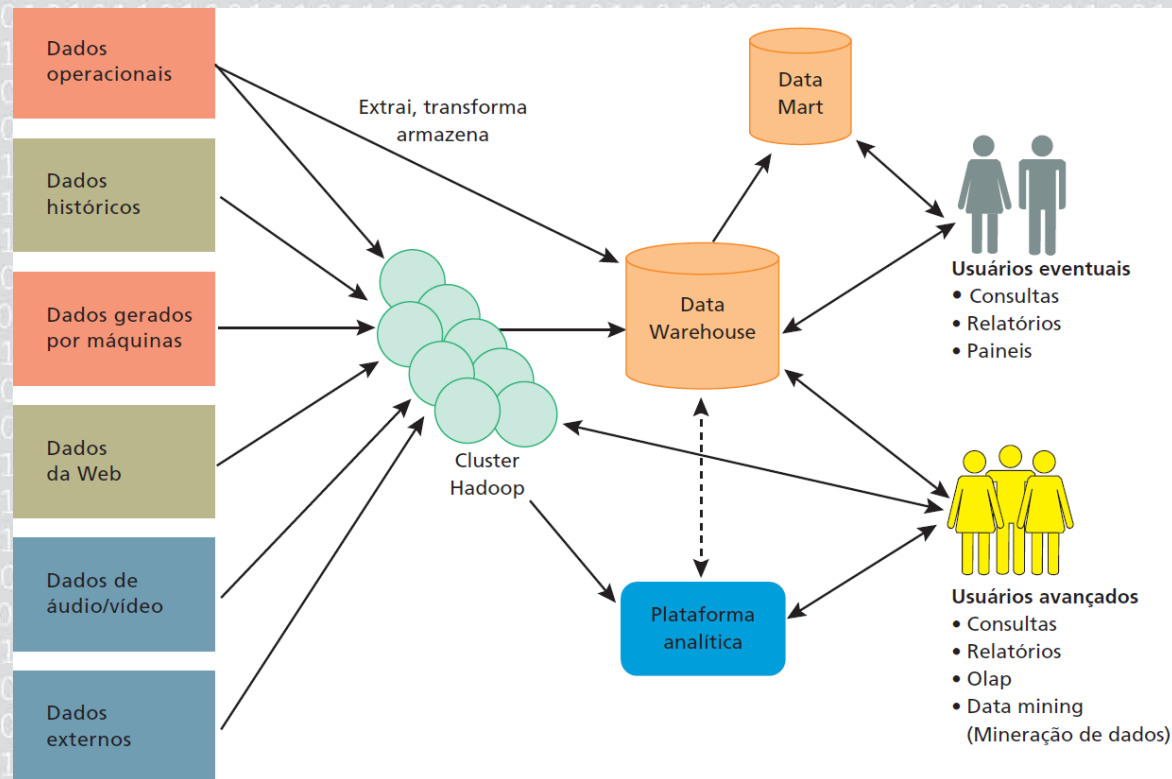 Dados
operacionais
Dados
históricos
Dados gerados
por máquinas
Dados
da Web
Dados de
áudio/vídeo
Dados
externos
Extrai, transforma
armazena
Cluster
Hadoop
Data
Mart
Data
Warehouse
Plataforma
analítica
Usuários eventuais
• Consultas
• Relatórios
• Paineis
Usuários avançados
• Consultas
• Relatórios
• Olap
• Data mining
(Mineração de dados)